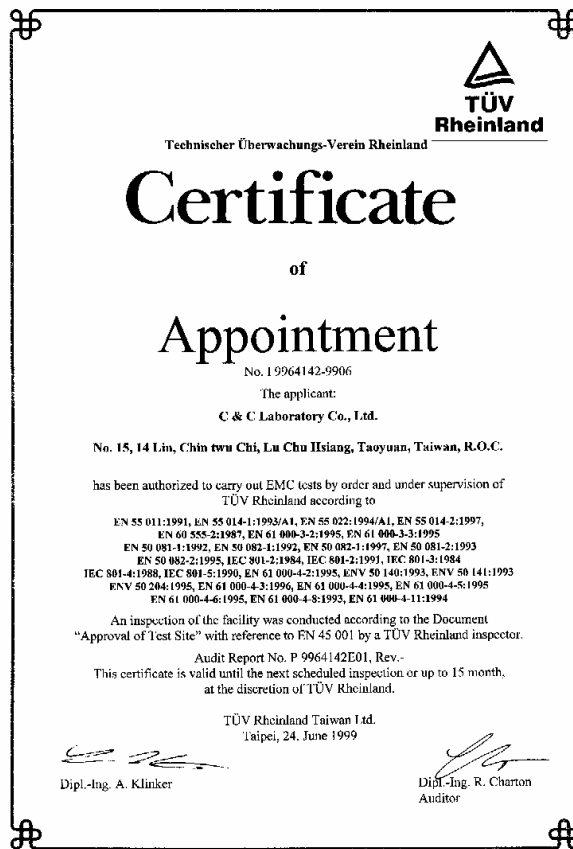 TÜV
Rheinland
Technischer Überwachungs-Verein Rheinland
Certificate
of
Appointment
No. I 9964142-9906
The applicant:
C & C Laboratory Co., Ltd.
No. 15, 14 Lin, Chin twu Chi, Lu Chu Hsiang, Taoyuan, Taiwan, R.O.C.
has been authorized to carry out EMC tests by order and under supervision of
TÜV Rheinland according to
EN 55 011:1991, EN 55 014-1:1993/A1, EN 55 022:1994/A1, EN 55 014-2:1997,
EN 60 555-2:1987, EN 61 000-3-2:1995, EN 61 000-3-3:1995
EN 50 081-1:1992, EN 50 082-1:1992, EN 50 082-1:1997, EN 50 081-2:1993
EN 50 082-2:1995, IEC 801-2:1984, IEC 801-2:1991, IEC 801-3:1984
IEC 801-4:1988, IEC 801-5:1990, EN 61 000-4-2:1995, ENV 50 140:1993, ENV 50 141:1993
ENV 50 204:1995, EN 61 000-4-3:1996, EN 61 000-4-4:1995, EN 61 000-4-5:1995
EN 61 000-4-6:1995, EN 61 000-4-8:1993, EN 61 000-4-11:1994
An inspection of the facility was conducted according to the Document
“Approval of Test Site” with reference to EN 45 001 by a TÜV Rheinland inspector.
Audit Report No. P 9964142E01, Rev.-
This certificate is valid until the next scheduled inspection or up to 15 month,
at the discretion of TÜV Rheinland.
TÜV Rheinland Taiwan Ltd.
Taipei, 24. June 1999
Dipl.-Ing. A. Klinker
Dipl.-Ing. R. Charton
Auditor